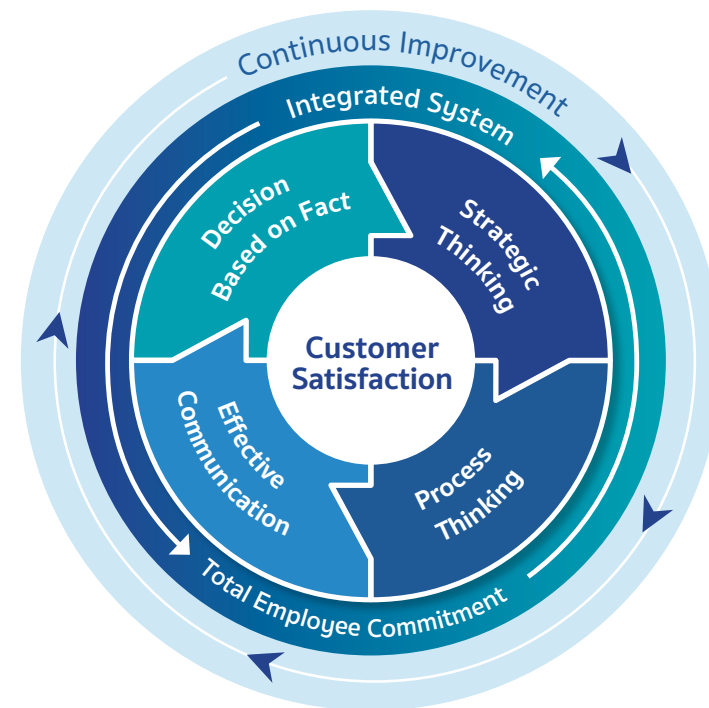 Continuous Improvement
Integrated System
Decision
Based on Fact
Strategic
Thinking
Customer
Satisfaction
Effective
Communication
Process
Thinking
Total Employee Commitment